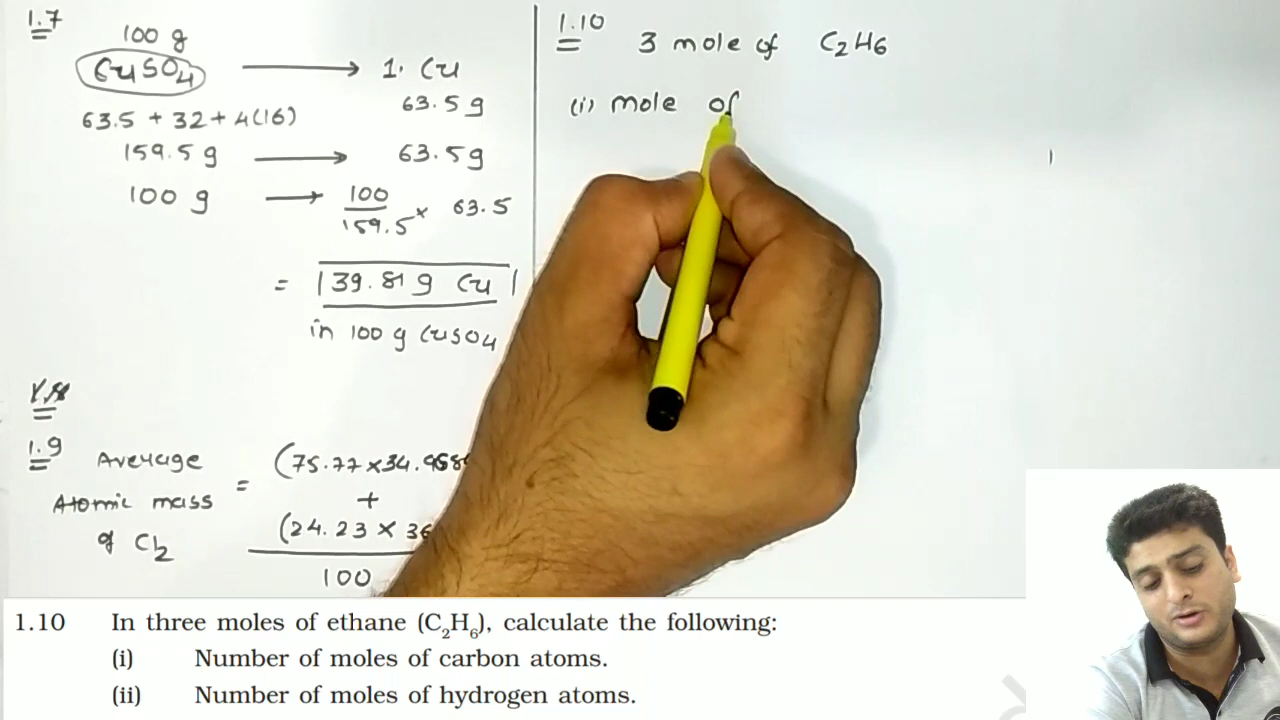 1.7
100 g
CuSO4 → 1. Cu
63.5 g
63.5 + 32 + 4(16)
159.5 g → 63.5 g
100 g → 100/159.5 × 63.5
= 39.81 g Cu
in 100 g CuSO4
1.9 Average
Atomic mass
of Cl2
=
(75.77 × 34.968
+
(24.23 × 36
100
1.10 3 mole of C2H6
(i) mole of
1.10 In three moles of ethane (C2H6), calculate the following:
(i) Number of moles of carbon atoms.
(ii) Number of moles of hydrogen atoms.